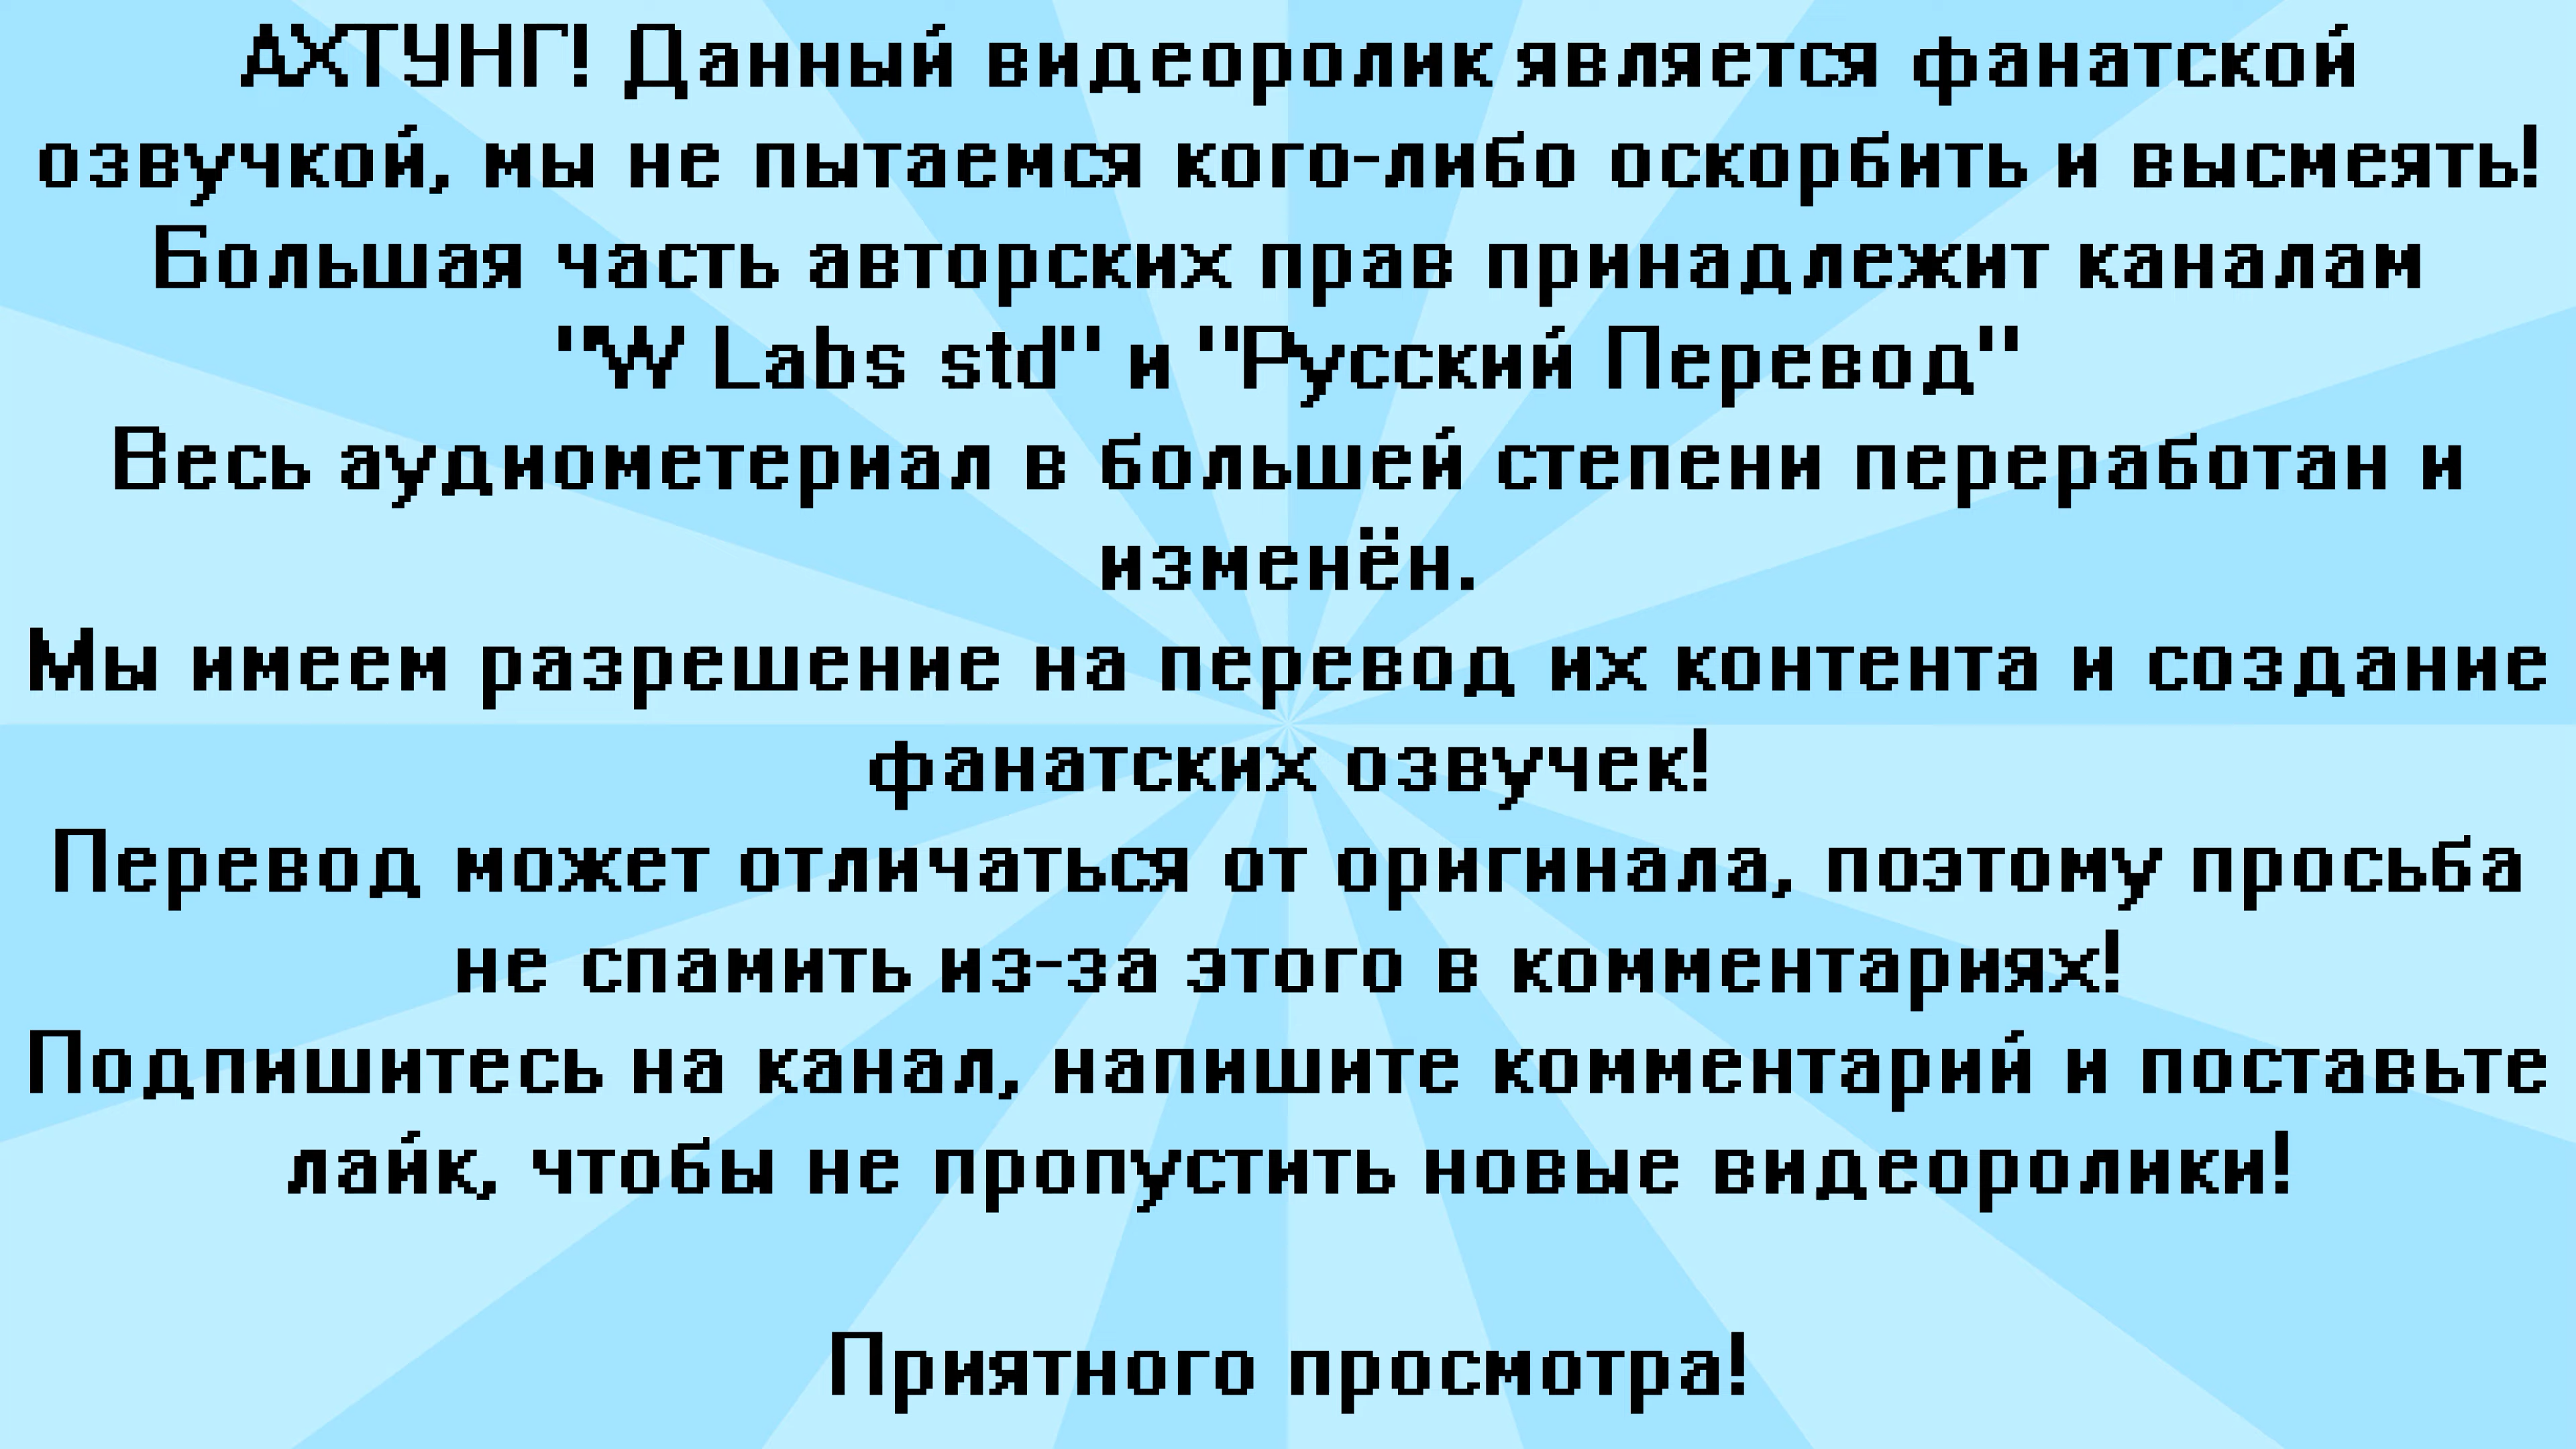 АХТУНГ! Данный видеоролик является фанатской
озвучкой, мы не пытаемся кого-либо оскорбить и высмеять!
Большая часть авторских прав принадлежит каналам
"W Labs std" и "Русский Перевод"
Весь аудиометериал в большей степени переработан и
изменён.
Мы имеем разрешение на перевод их контента и создание
фанатских озвучек!
Перевод может отличаться от оригинала, поэтому просьба
не спамить из-за этого в комментариях!
Подпишитесь на канал, напишите комментарий и поставьте
лайк, чтобы не пропустить новые видеоролики!
Приятного просмотра!